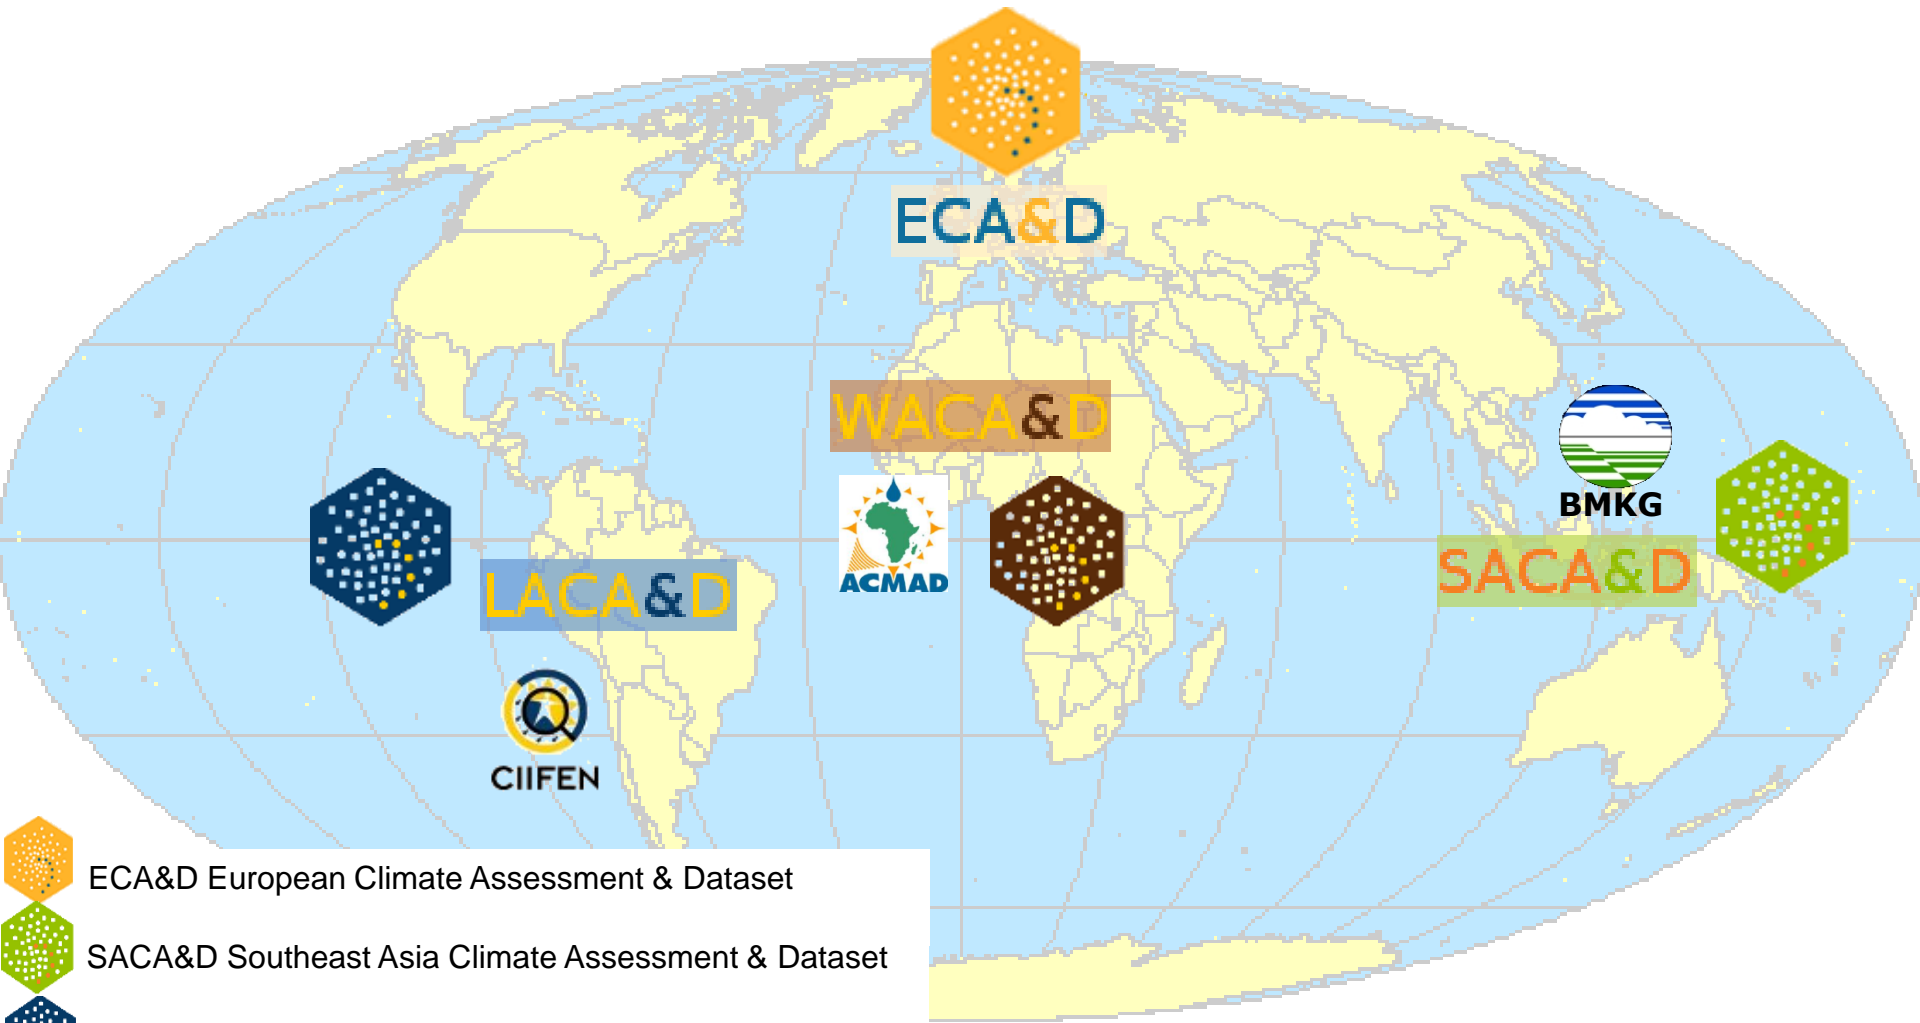 ECA&D
WACA&D
BMKG
ACMAD
SACA&D
LACA&D
CIIFEN
ECA&D European Climate Assessment & Dataset
SACA&D Southeast Asia Climate Assessment & Dataset